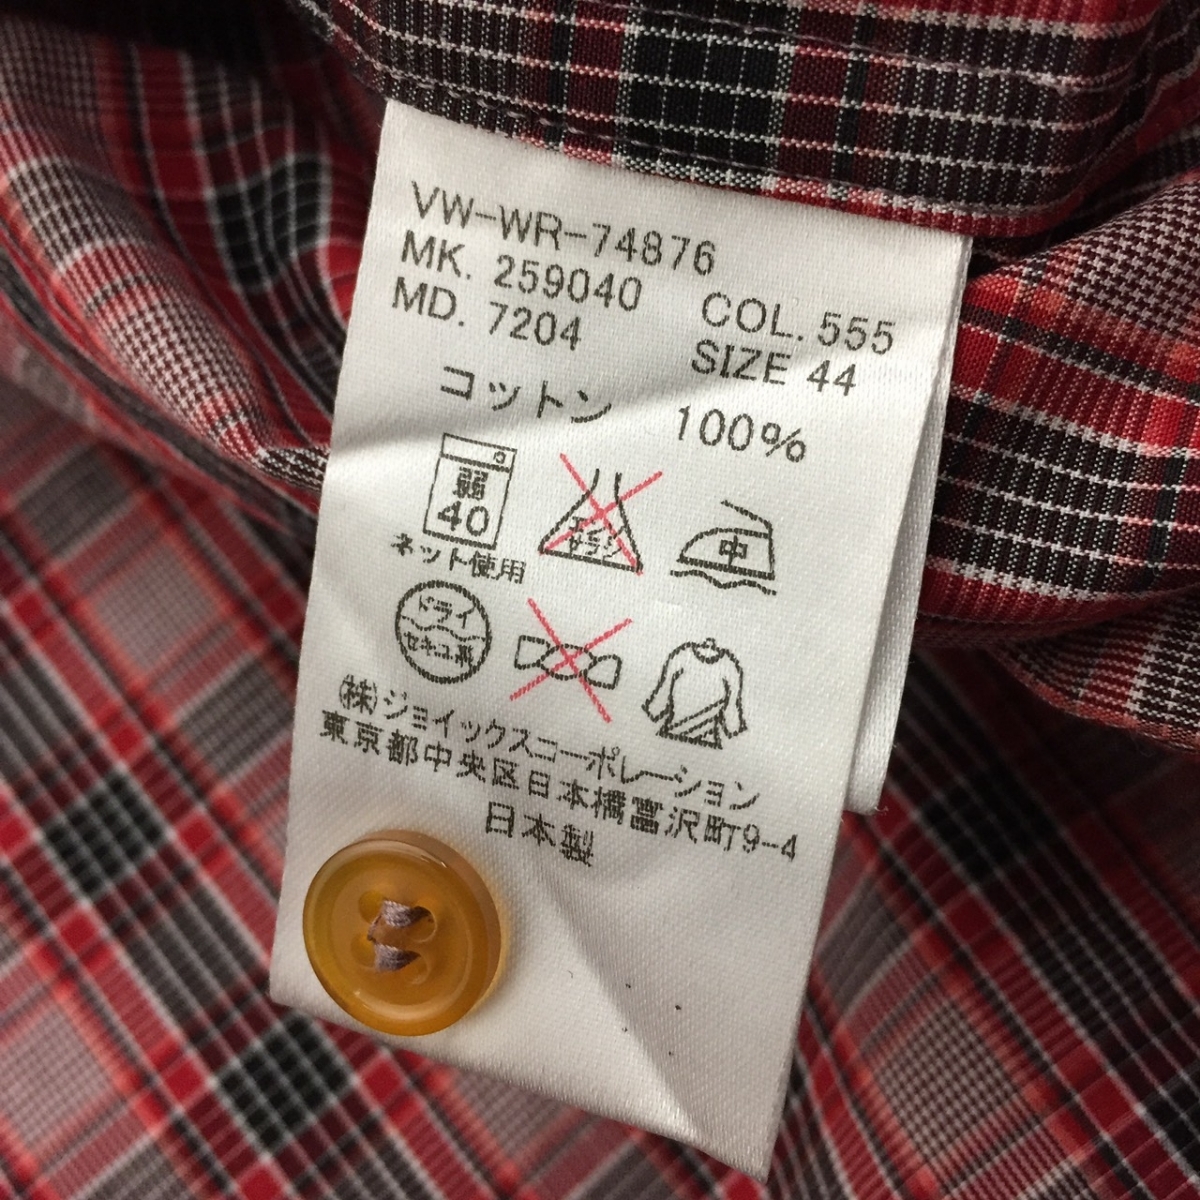 VW-WR-74876
MK. 259040 COL. 555
MD. 7204 SIZE 44
コットン 100%
弱
40
ネット使用
エンソ
サラシ
中
ドライ
セキユ系
㈱ジョイックスコーポレーション
東京都中央区日本橋富沢町9-4
日本製